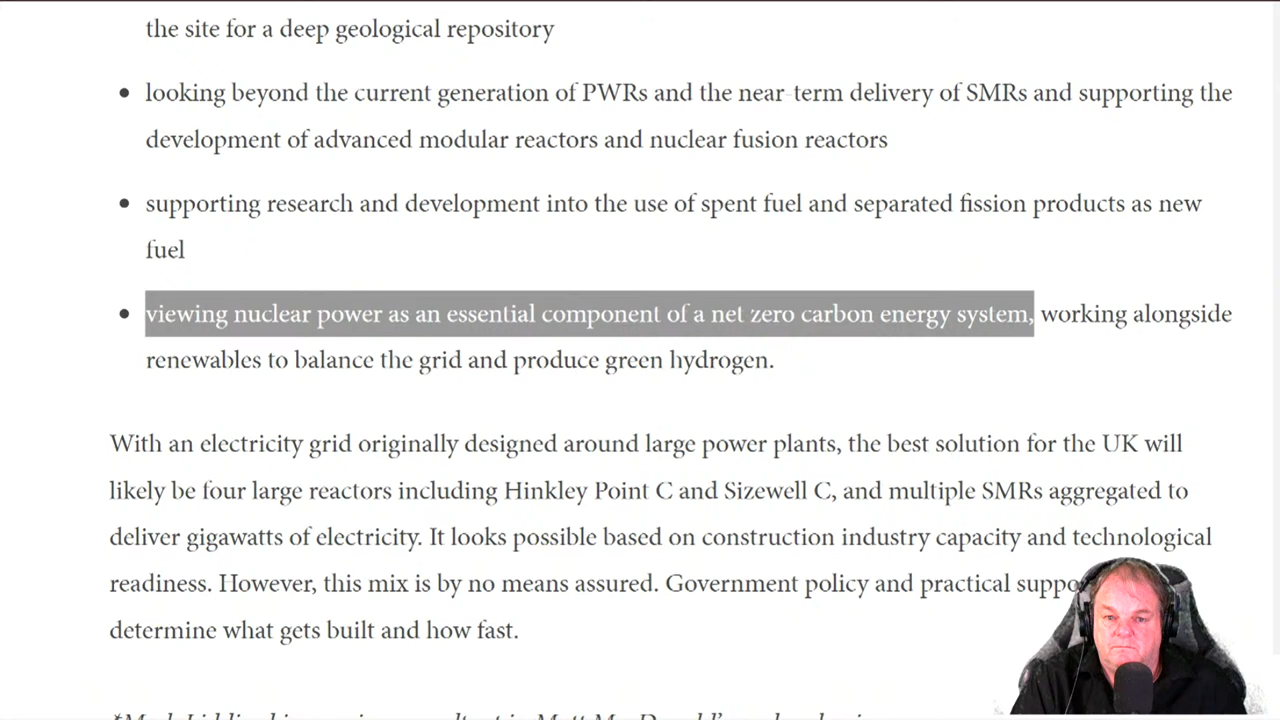 the site for a deep geological repository
looking beyond the current generation of PWRs and the near-term delivery of SMRs and supporting the
development of advanced modular reactors and nuclear fusion reactors
supporting research and development into the use of spent fuel and separated fission products as new
fuel
viewing nuclear power as an essential component of a net zero carbon energy system, working alongside
renewables to balance the grid and produce green hydrogen.
With an electricity grid originally designed around large power plants, the best solution for the UK will
likely be four large reactors including Hinkley Point C and Sizewell C, and multiple SMRs aggregated to
deliver gigawatts of electricity. It looks possible based on construction industry capacity and technological
readiness. However, this mix is by no means assured. Government policy and practical
determine what gets built and how fast.